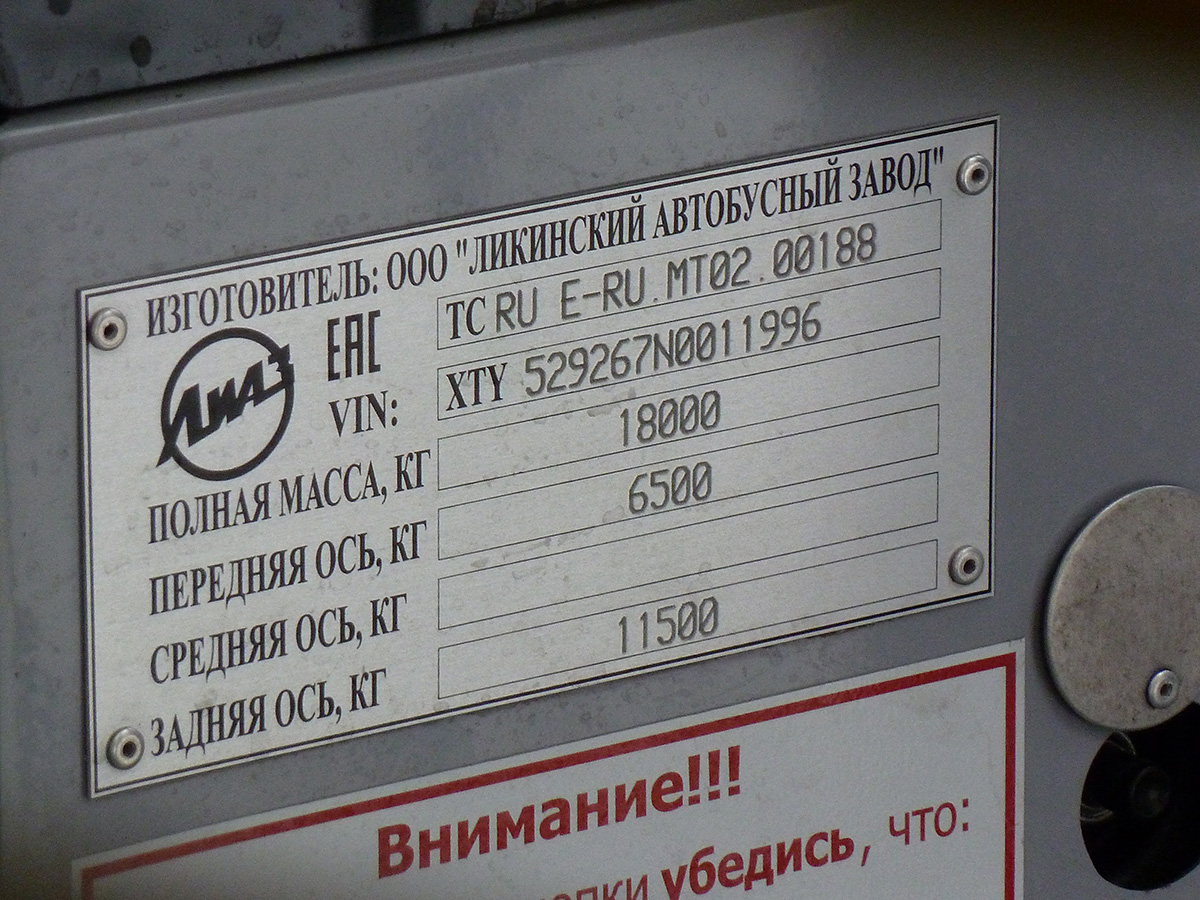 ИЗГОТОВИТЕЛЬ: ООО "ЛИКИНСКИЙ АВТОБУСНЫЙ ЗАВОД"
ЛиАЗ
ЕАС
ТС RU E-RU.MT02.00188
VIN: XTY 529267N0011996
ПОЛНАЯ МАССА, КГ 18000
ПЕРЕДНЯЯ ОСЬ, КГ 6500
СРЕДНЯЯ ОСЬ, КГ
ЗАДНЯЯ ОСЬ, КГ 11500
Внимание!!!
убедись, что: